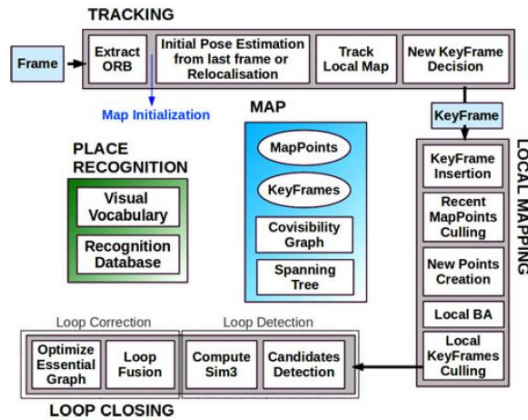 TRACKING
Frame
Extract
ORB
Initial Pose Estimation
from last frame or
Relocalisation
Track
Local Map
New KeyFrame
Decision
Map Initialization
KeyFrame
MAP
MapPoints
KeyFrames
Covisibility
Graph
Spanning
Tree
PLACE
RECOGNITION
Visual
Vocabulary
Recognition
Database
LOCAL MAPPING
KeyFrame
Insertion
Recent
MapPoints
Culling
New Points
Creation
Local BA
Local
KeyFrames
Culling
Loop Correction
Loop Detection
Optimize
Essential
Graph
Loop
Fusion
Compute
Sim3
Candidates
Detection
LOOP CLOSING